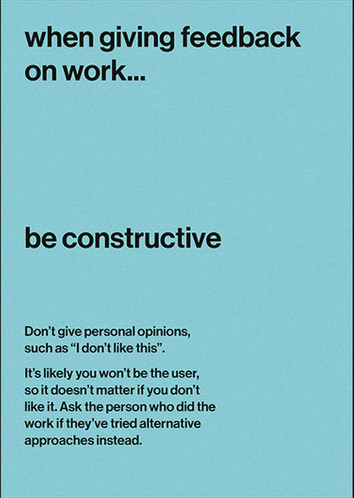 when giving feedback
on work...
be constructive
Don’t give personal opinions,
such as “I don’t like this”.
It’s likely you won’t be the user,
so it doesn’t matter if you don’t
like it. Ask the person who did the
work if they’ve tried alternative
approaches instead.